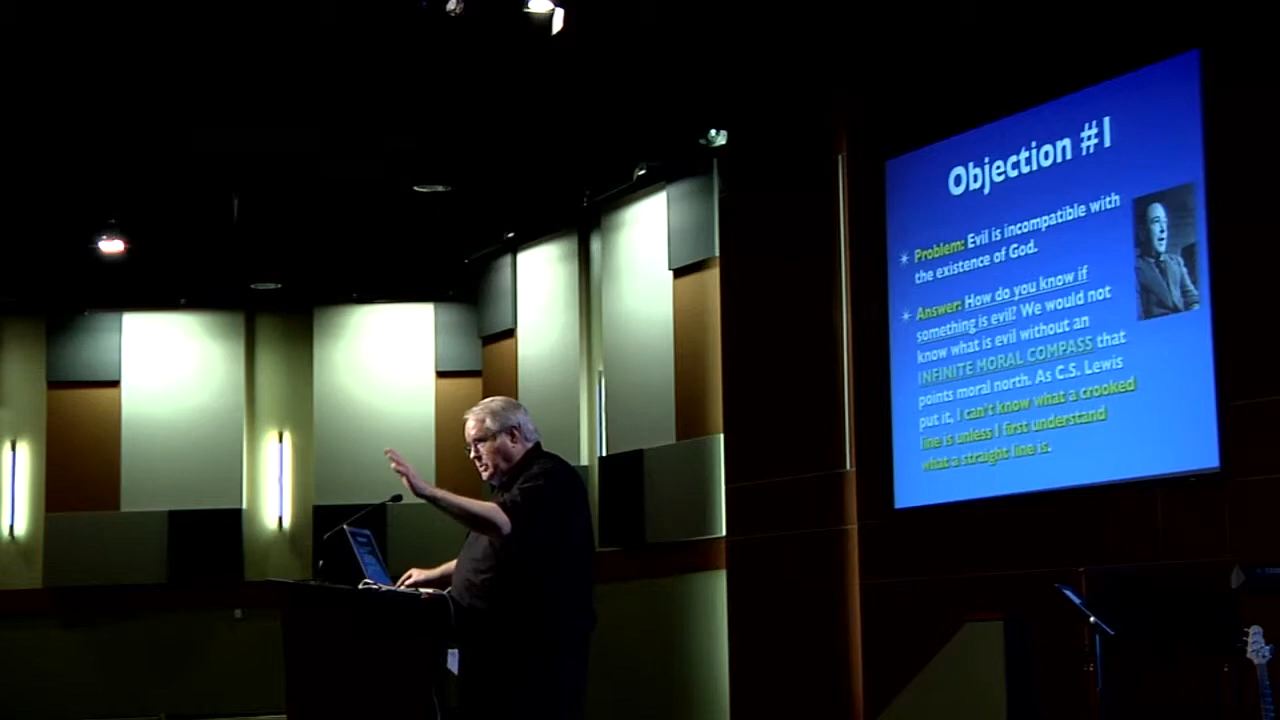 Objection #1
Problem: Evil is incompatible with
the existence of God.
Answer: How do you know if
something is evil? We would not
know what is evil without an
INFINITE MORAL COMPASS that
points moral north. As C.S. Lewis
put it, I can't know what a crooked
line is unless I first understand
what a straight line is.